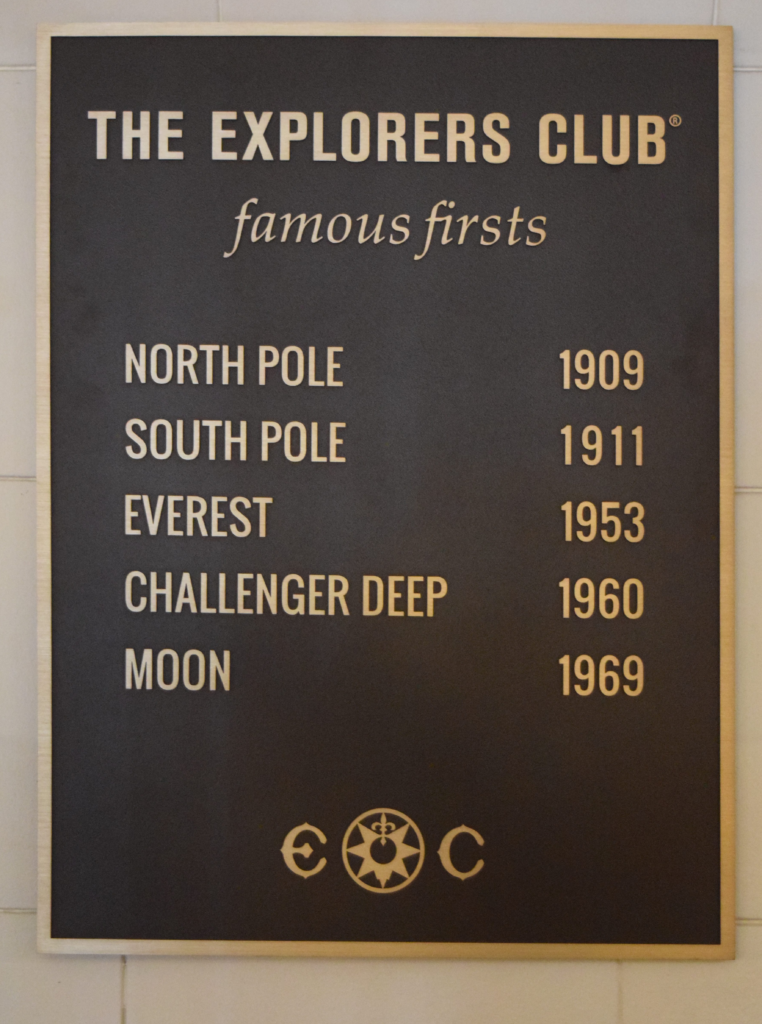 THE EXPLORERS CLUB®
famous firsts
NORTH POLE 1909
SOUTH POLE 1911
EVEREST 1953
CHALLENGER DEEP 1960
MOON 1969
E C